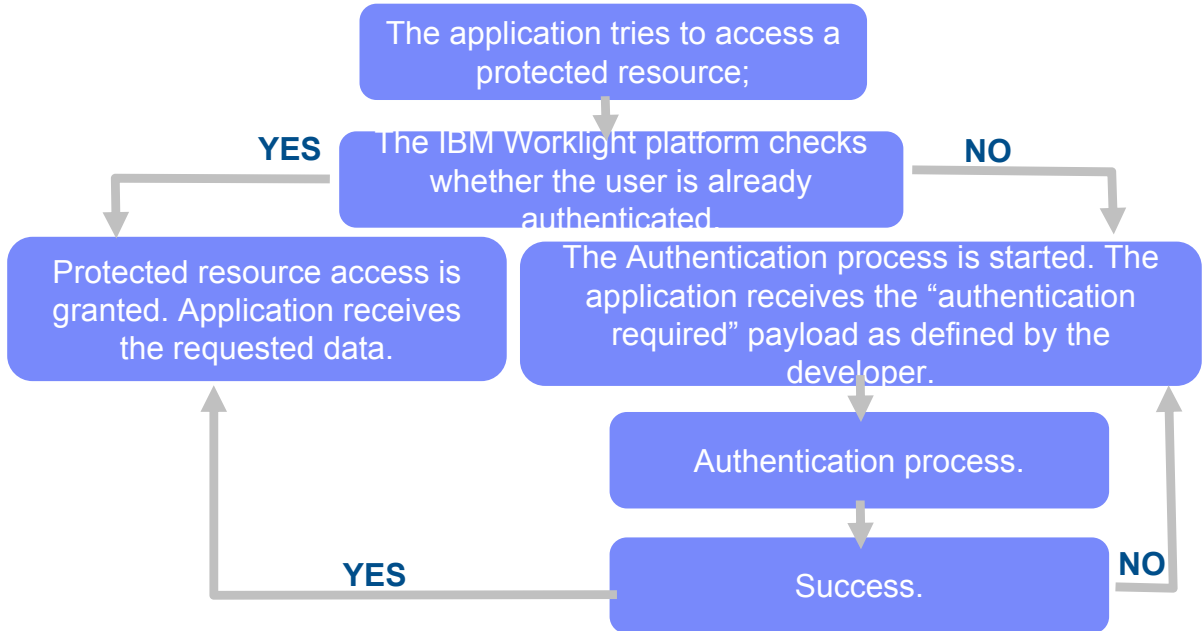 The application tries to access a
protected resource;
YES
The IBM Worklight platform checks
whether the user is already
authenticated.
NO
Protected resource access is
granted. Application receives
the requested data.
The Authentication process is started. The
application receives the “authentication
required” payload as defined by the
developer.
Authentication process.
YES
Success.
NO